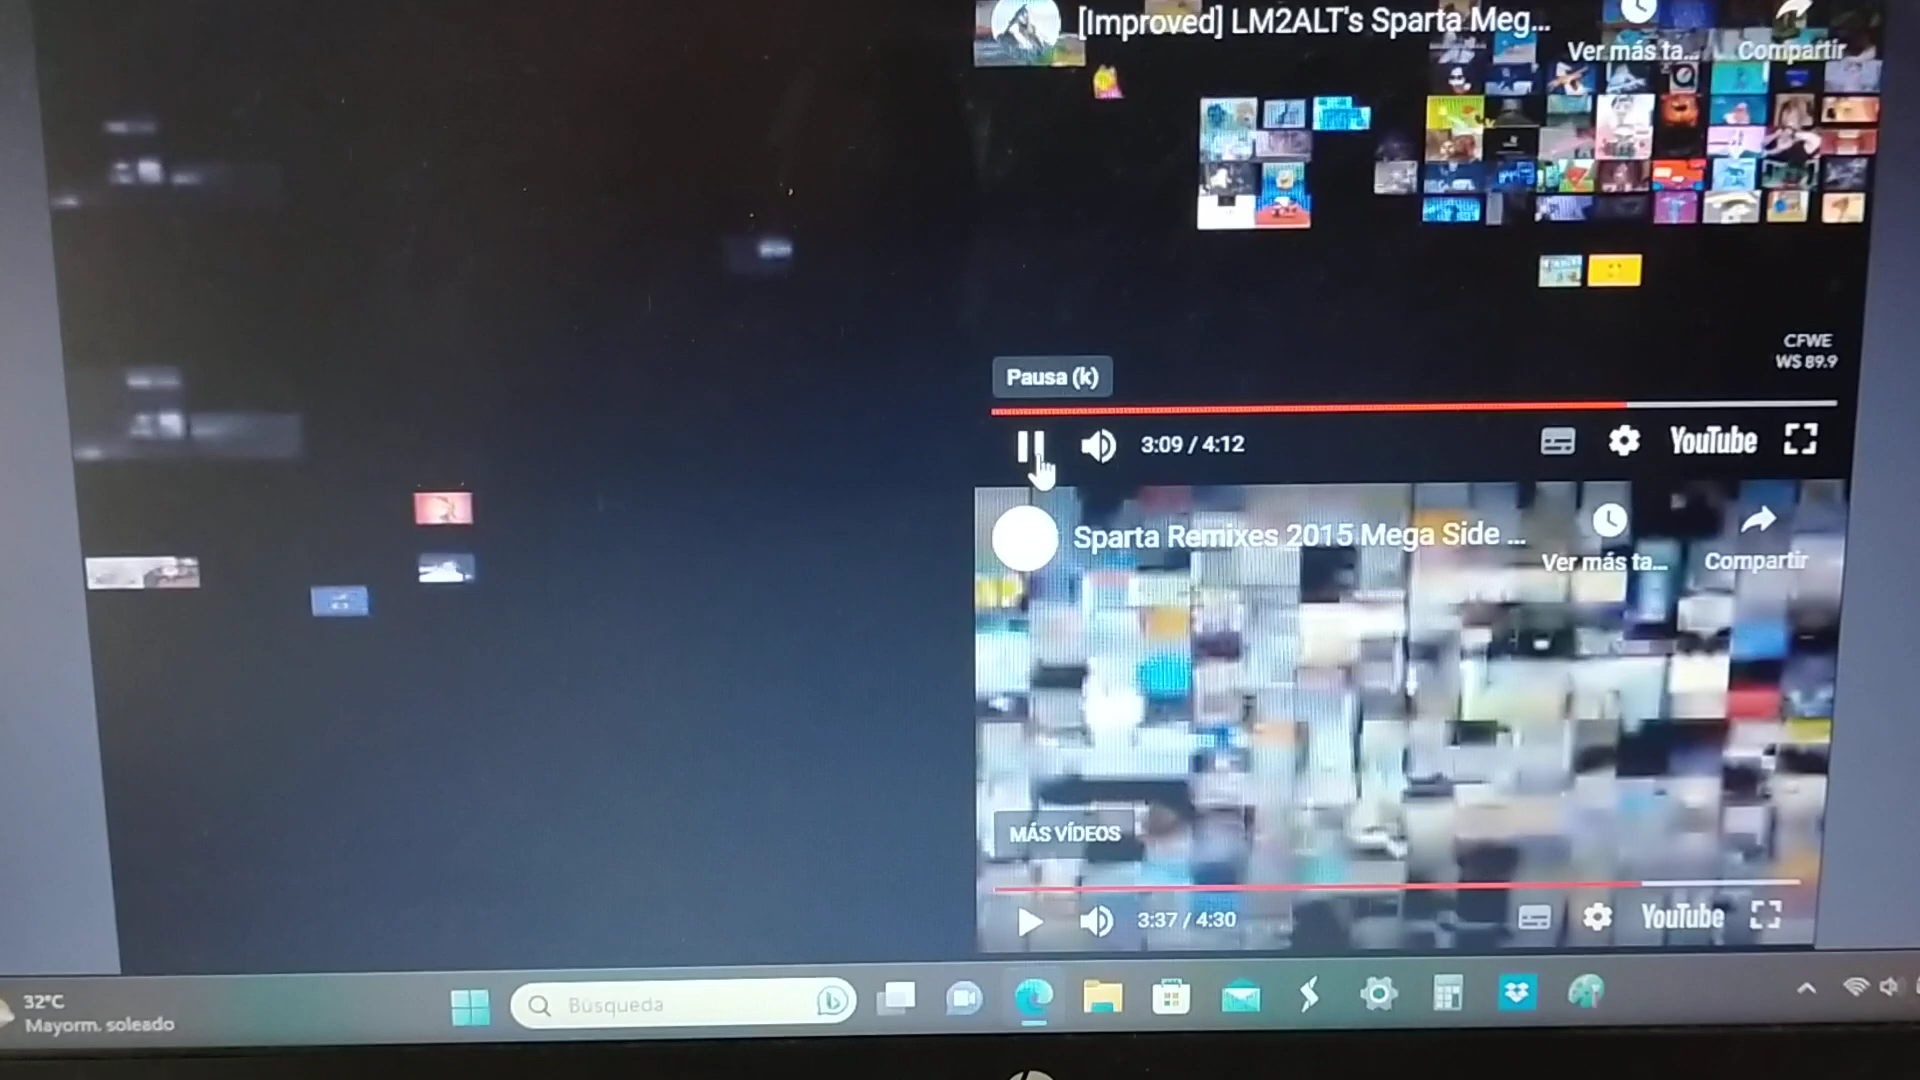 [Improved] LM2ALT's Sparta Meg...
Ver más ta...
Compartir
CFWE
WS 89.9
Pausa (k)
3:09 / 4:12
YouTube
Sparta Remixes 2015 Mega Side ...
Ver más ta...
Compartir
MÁS VÍDEOS
3:37 / 4:30
YouTube
32°C
Mayorm. soleado
Búsqueda